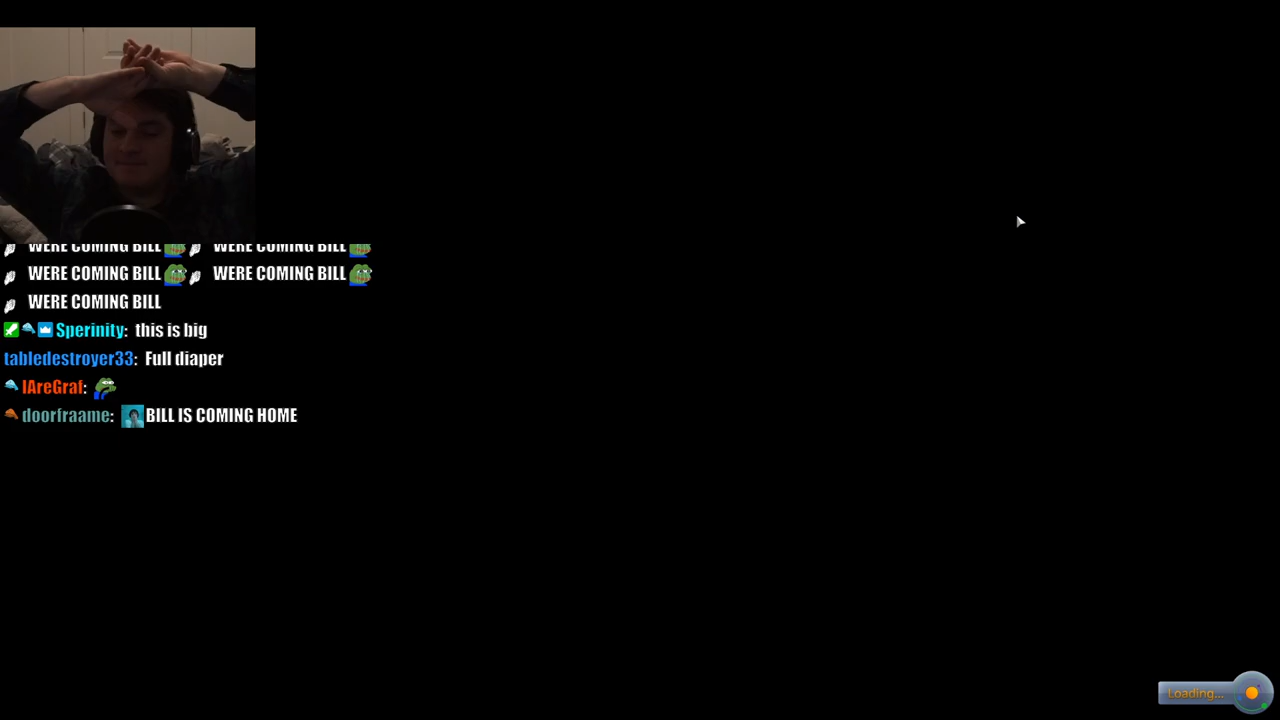 WERE COMING BILL WERE COMING BILL
WERE COMING BILL WERE COMING BILL
WERE COMING BILL
Sperinity: this is big
tabledestroyer33: Full diaper
IAreGraf:
doorfraame: BILL IS COMING HOME
Loading...